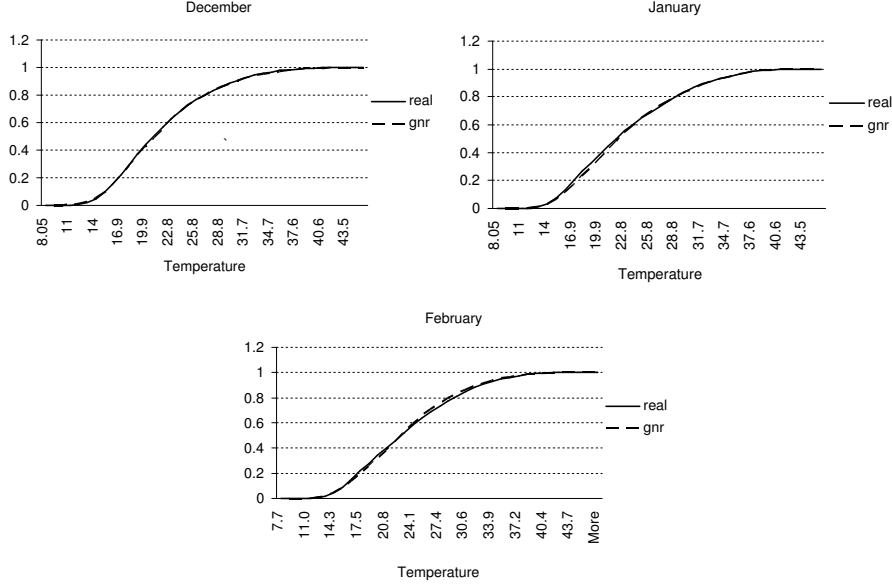 December
1.2
1
0.8
0.6
0.4
0.2
0
8.05 11 14 16.9 19.9 22.8 25.8 28.8 31.7 34.7 37.6 40.6 43.5
Temperature
real
gnr
January
1.2
1
0.8
0.6
0.4
0.2
0
8.05 11 14 16.9 19.9 22.8 25.8 28.8 31.7 34.7 37.6 40.6 43.5
Temperature
real
gnr
February
1.2
1
0.8
0.6
0.4
0.2
0
7.7 11.0 14.3 17.5 20.8 24.1 27.4 30.6 33.9 37.2 40.4 43.7 More
Temperature
real
gnr